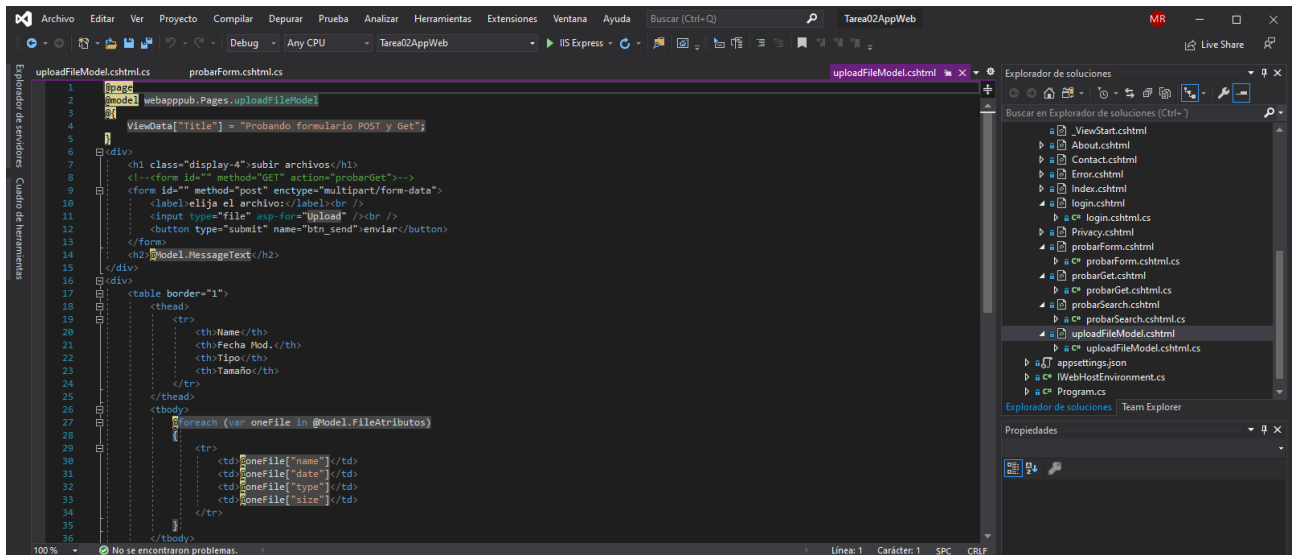 Archivo Editar Ver Proyecto Compilar Depurar Prueba Analizar Herramientas Extensiones Ventana Ayuda Buscar (Ctrl+Q) Tarea02AppWeb MR
Debug Any CPU Tarea02AppWeb IIS Express Live Share
Explorador de servidores
Cuadro de herramientas
uploadFileModel.cshtml.cs probarForm.cshtml.cs uploadFileModel.cshtml
1 @page
2 @model webapppub.Pages.uploadFileModel
3 @{
4 ViewData["Title"] = "Probando formulario POST y Get";
5 }
6 <div>
7 <h1 class="display-4">subir archivos</h1>
8 <!--<form id="" method="GET" action="probarGet">-->
9 <form id="" method="post" enctype="multipart/form-data">
10 <label>elija el archivo:</label><br />
11 <input type="file" asp-for="Upload" /><br />
12 <button type="submit" name="btn_send">enviar</button>
13 </form>
14 <h2>@Model.MessageText</h2>
15 </div>
16 <div>
17 <table border="1">
18 <thead>
19 <tr>
20 <th>Name</th>
21 <th>Fecha Mod.</th>
22 <th>Tipo</th>
23 <th>Tamaño</th>
24 </tr>
25 </thead>
26 <tbody>
27 @foreach (var oneFile in @Model.FileAtributos)
28 {
29 <tr>
30 <td>@oneFile["name"]</td>
31 <td>@oneFile["date"]</td>
32 <td>@oneFile["type"]</td>
33 <td>@oneFile["size"]</td>
34 </tr>
35 }
36 </tbody>
100 % No se encontraron problemas. Línea: 1 Carácter: 1 SPC CRLF
Explorador de soluciones
Buscar en Explorador de soluciones (Ctrl+')
_ViewStart.cshtml
About.cshtml
Contact.cshtml
Error.cshtml
Index.cshtml
login.cshtml
C# login.cshtml.cs
Privacy.cshtml
probarForm.cshtml
C# probarForm.cshtml.cs
probarGet.cshtml
C# probarGet.cshtml.cs
probarSearch.cshtml
C# probarSearch.cshtml.cs
uploadFileModel.cshtml
C# uploadFileModel.cshtml.cs
appsettings.json
C# IWebHostEnvironment.cs
C# Program.cs
Explorador de soluciones Team Explorer
Propiedades